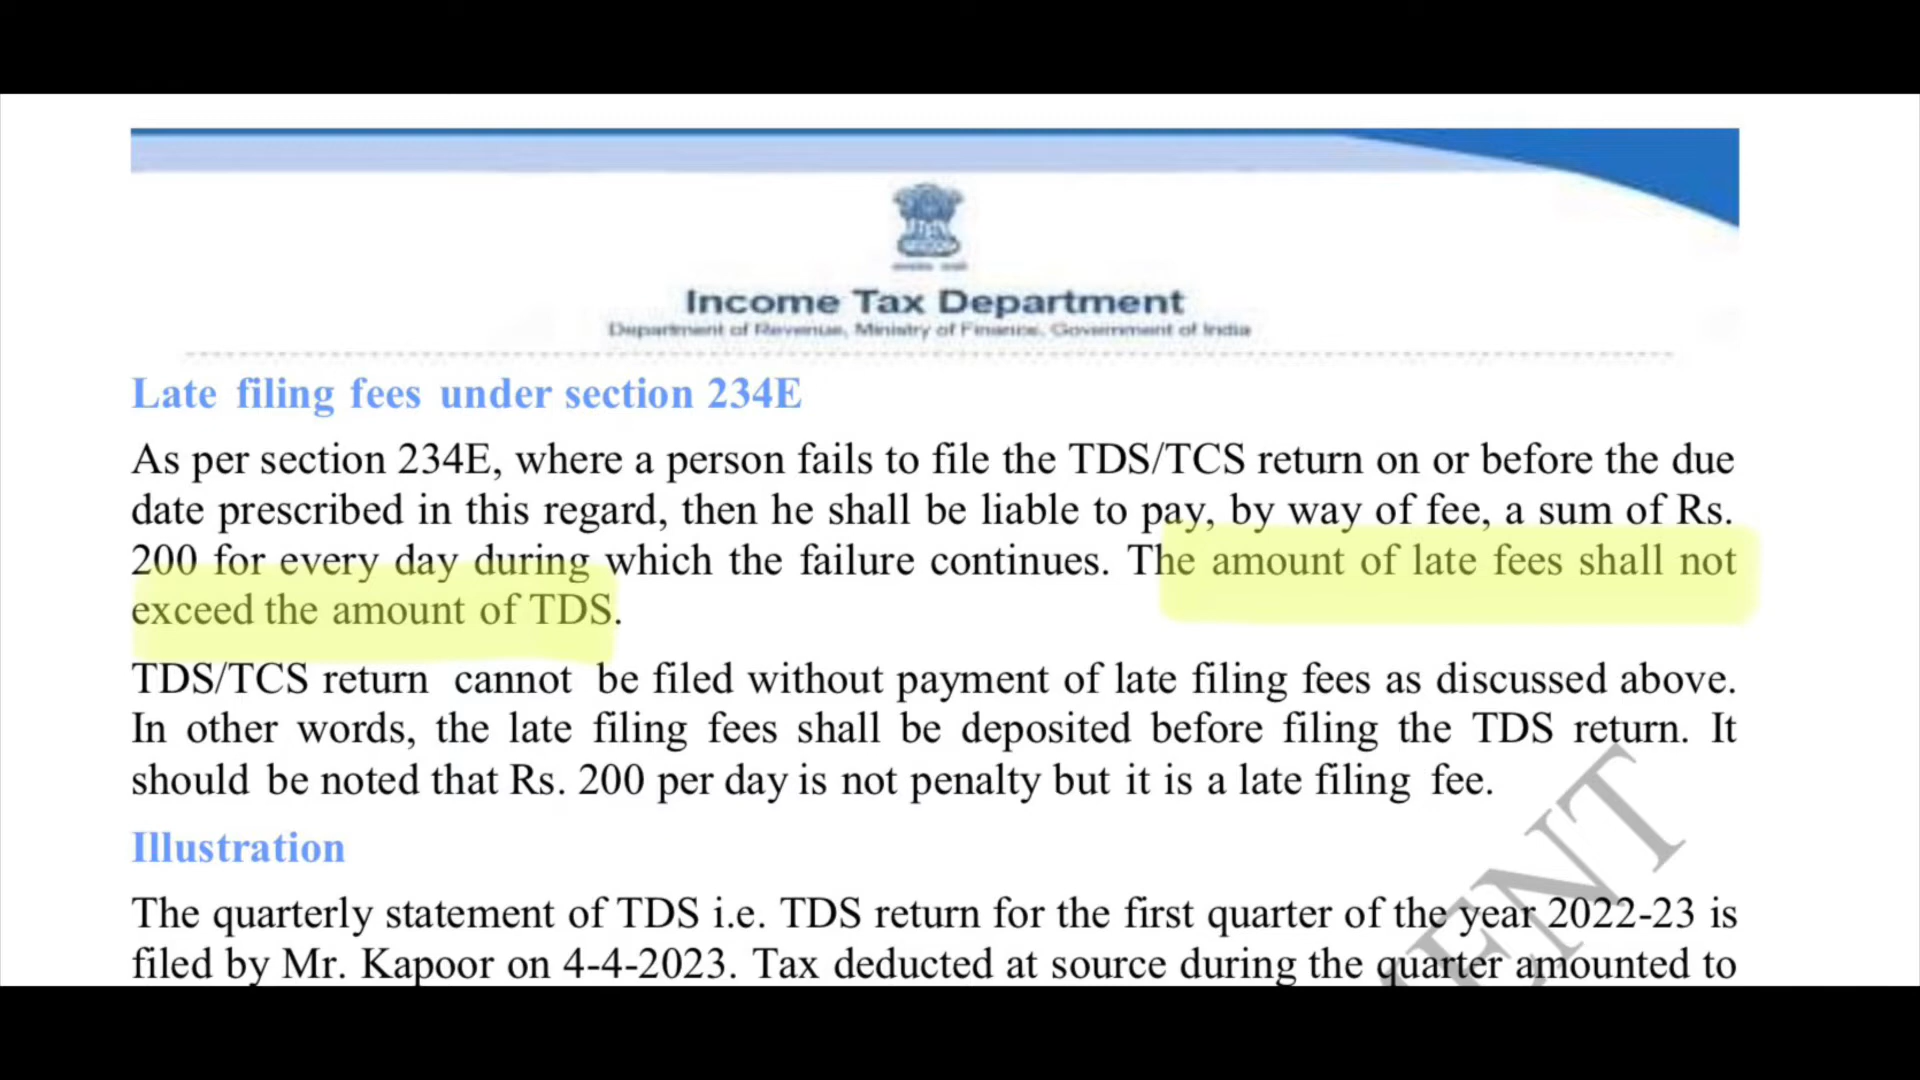 Income Tax Department
Department of Revenue, Ministry of Finance, Government of India
Late filing fees under section 234E
As per section 234E, where a person fails to file the TDS/TCS return on or before the due
date prescribed in this regard, then he shall be liable to pay, by way of fee, a sum of Rs.
200 for every day during which the failure continues. The amount of late fees shall not
exceed the amount of TDS.
TDS/TCS return cannot be filed without payment of late filing fees as discussed above.
In other words, the late filing fees shall be deposited before filing the TDS return. It
should be noted that Rs. 200 per day is not penalty but it is a late filing fee.
Illustration
The quarterly statement of TDS i.e. TDS return for the first quarter of the year 2022-23 is
filed by Mr. Kapoor on 4-4-2023. Tax deducted at source during the quarter amounted to